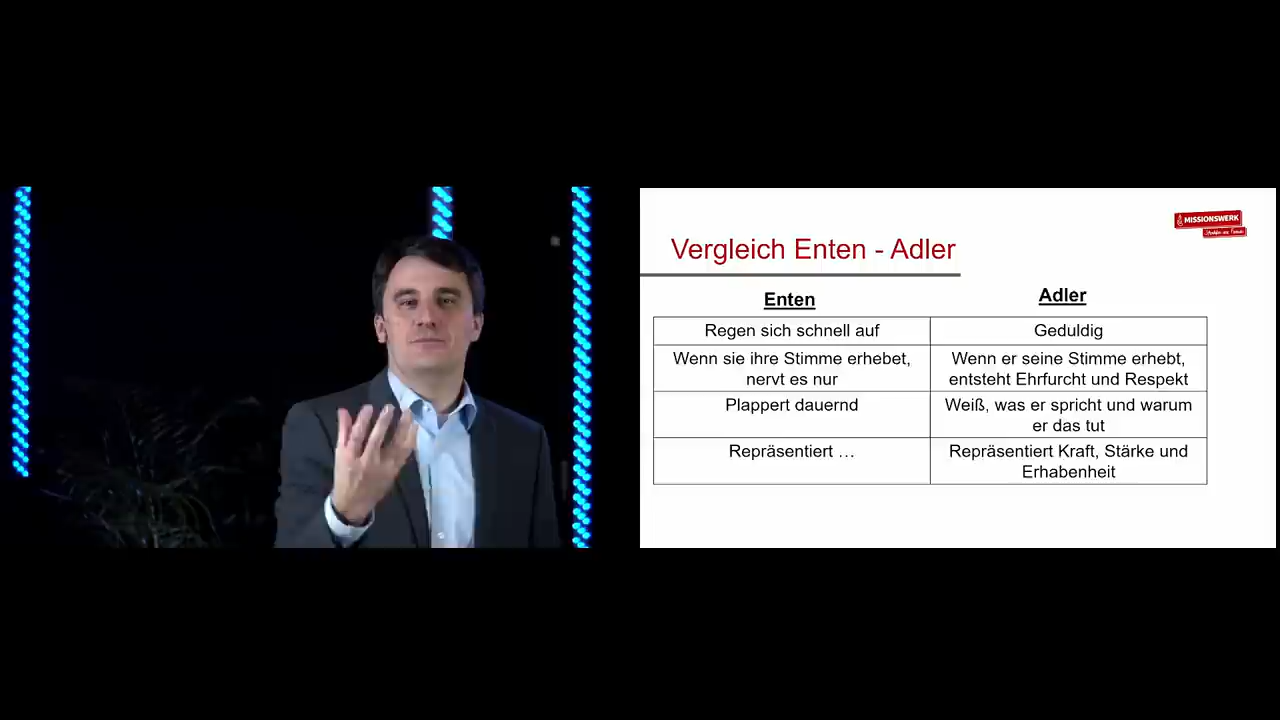 MISSIONSWERK
Vergleich Enten - Adler
Enten
Adler
Regen sich schnell auf
Geduldig
Wenn sie ihre Stimme erhebet,
nervt es nur
Wenn er seine Stimme erhebt,
entsteht Ehrfurcht und Respekt
Plappert dauernd
Weiß, was er spricht und warum
er das tut
Repräsentiert …
Repräsentiert Kraft, Stärke und
Erhabenheit